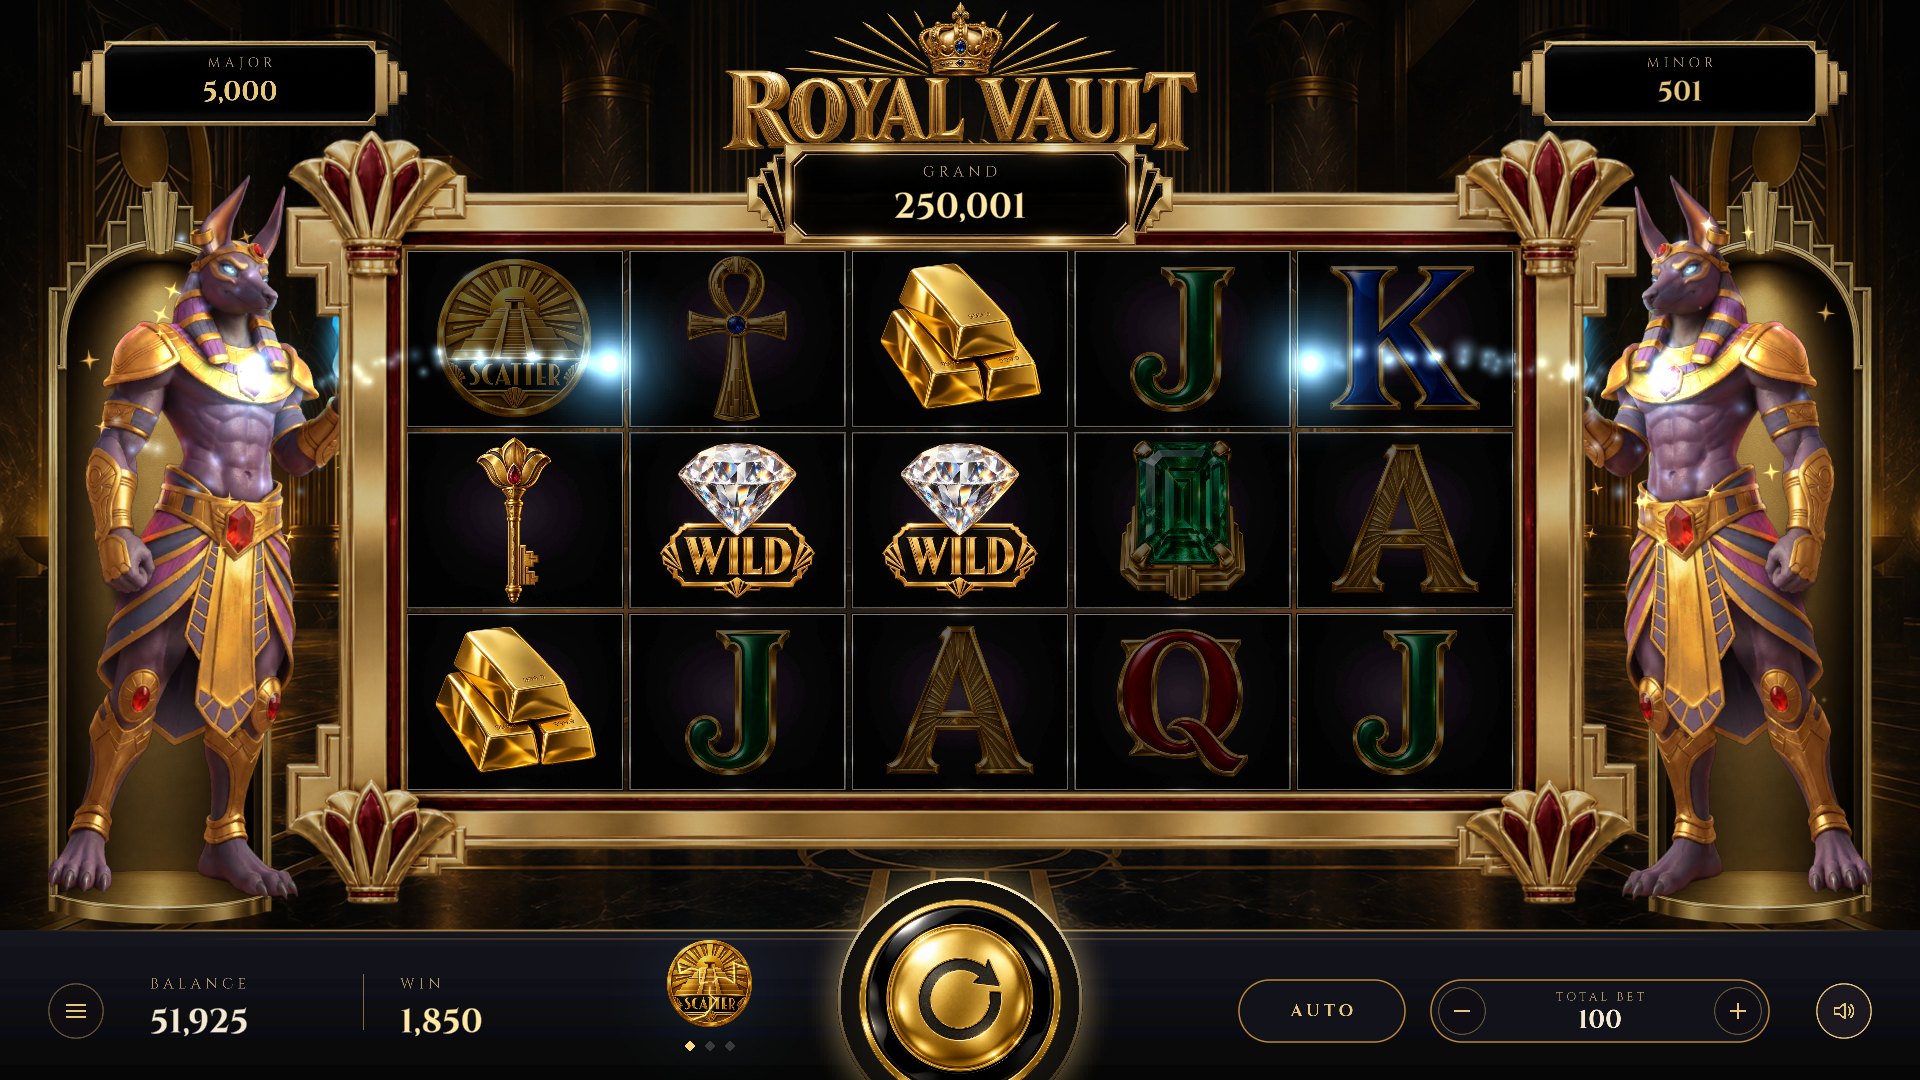 MAJOR
5,000
ROYAL VAULT
MINOR
501
GRAND
250,001
SCATTER
J
K
WILD
WILD
A
J
A
Q
J
BALANCE
51,925
WIN
1,850
SCATTER
AUTO
TOTAL BET
100